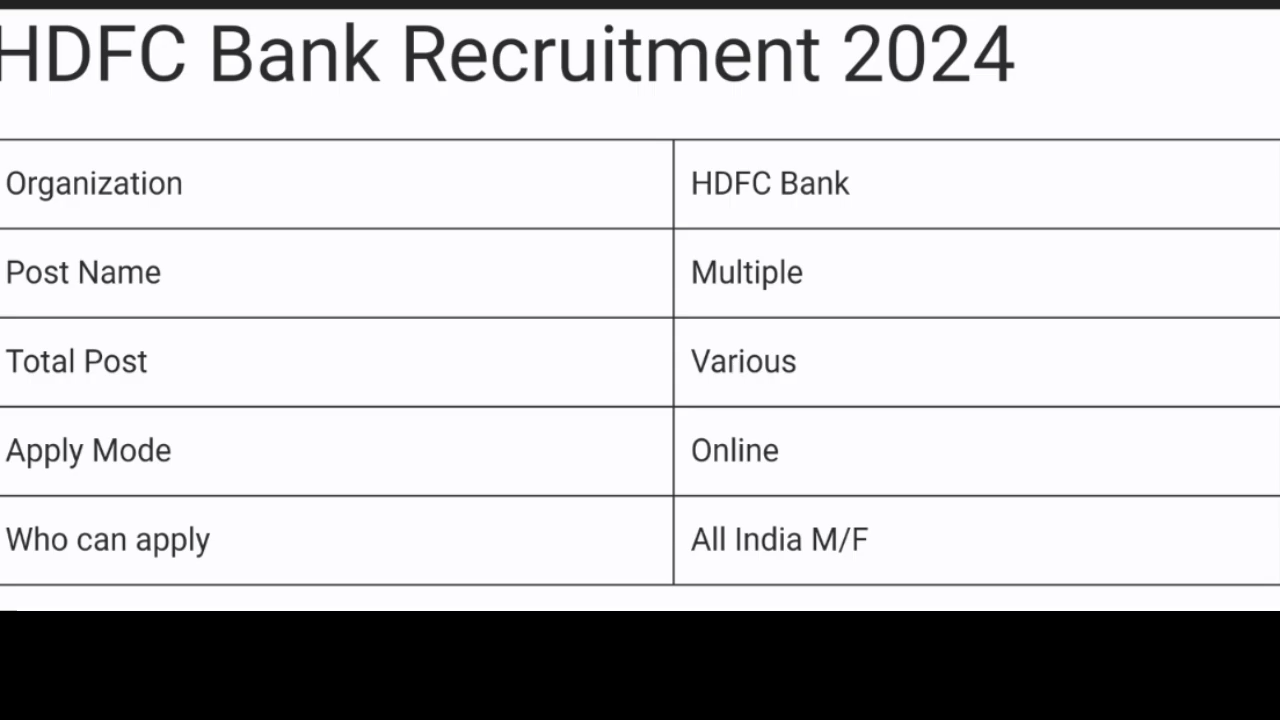 HDFC Bank Recruitment 2024
Organization HDFC Bank
Post Name Multiple
Total Post Various
Apply Mode Online
Who can apply All India M/F